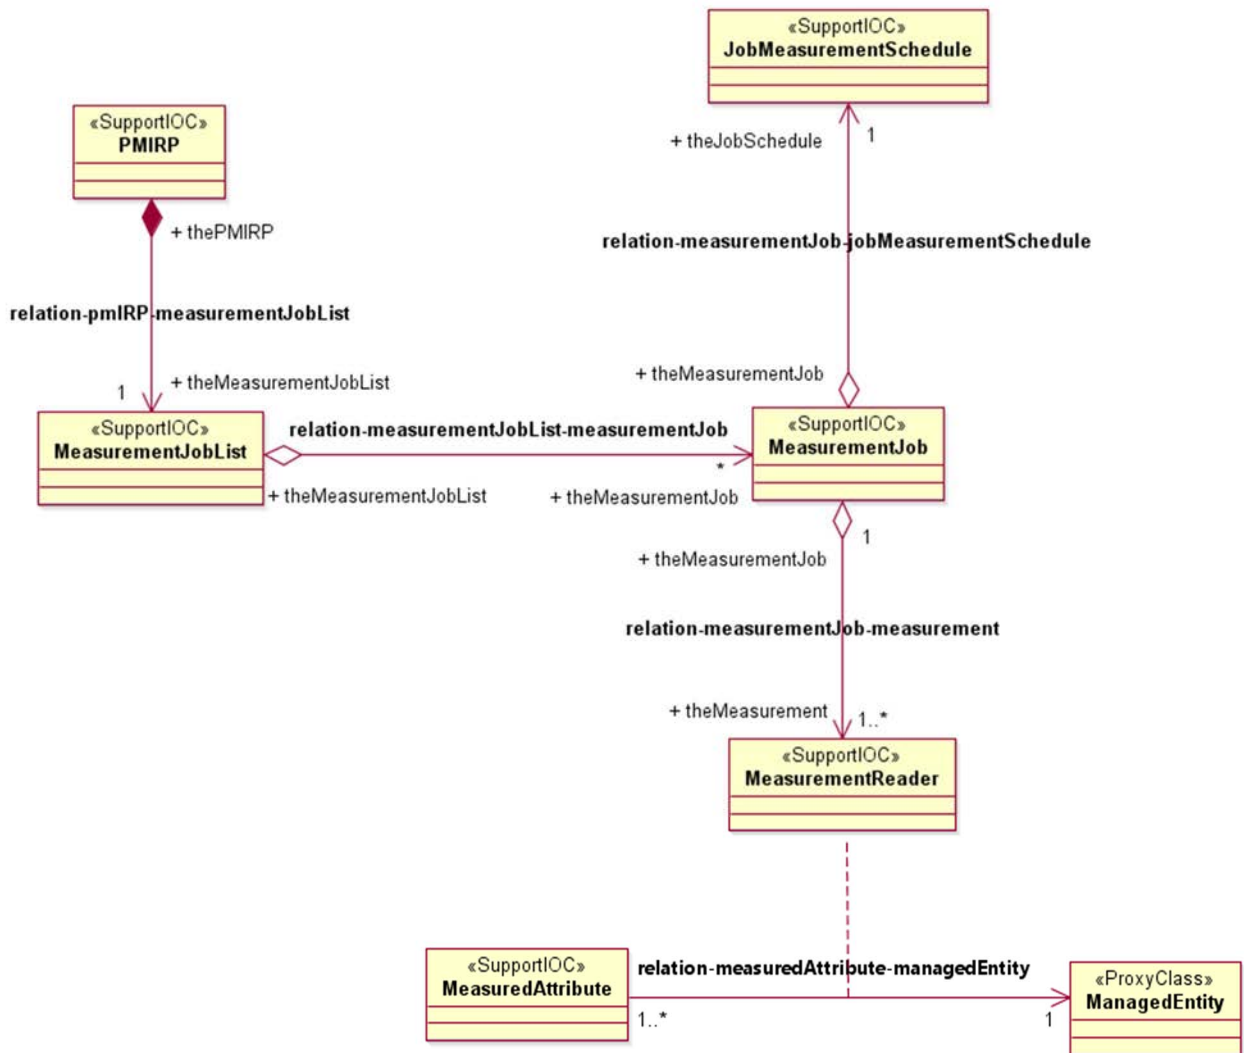 «SupportIOC»
JobMeasurementSchedule
«SupportIOC»
PMIRP
+ theJobSchedule
1
+ thePMIRP
relation-measurementJob-jobMeasurementSchedule
relation-pmIRP-measurementJobList
1
+ theMeasurementJobList
+ theMeasurementJob
«SupportIOC»
MeasurementJobList
relation-measurementJobList-measurementJob
«SupportIOC»
MeasurementJob
*
+ theMeasurementJobList
+ theMeasurementJob
1
+ theMeasurementJob
relation-measurementJob-measurement
+ theMeasurement
1..*
«SupportIOC»
MeasurementReader
«SupportIOC»
MeasuredAttribute
relation-measuredAttribute-managedEntity
«ProxyClass»
ManagedEntity
1..*
1